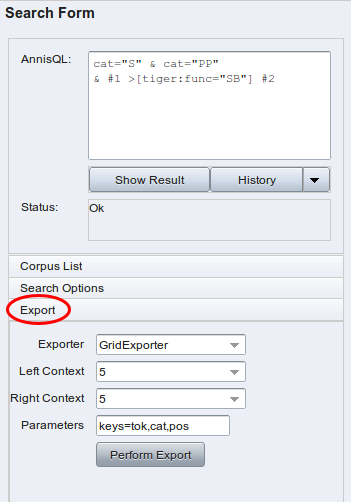 Search Form
AnnisQL:
cat="S" & cat="PP"
& #1 >[tiger:func="SB"] #2
Show Result
History
Status:
Ok
Corpus List
Search Options
Export
Exporter
GridExporter
Left Context
5
Right Context
5
Parameters
keys=tok,cat,pos
Perform Export